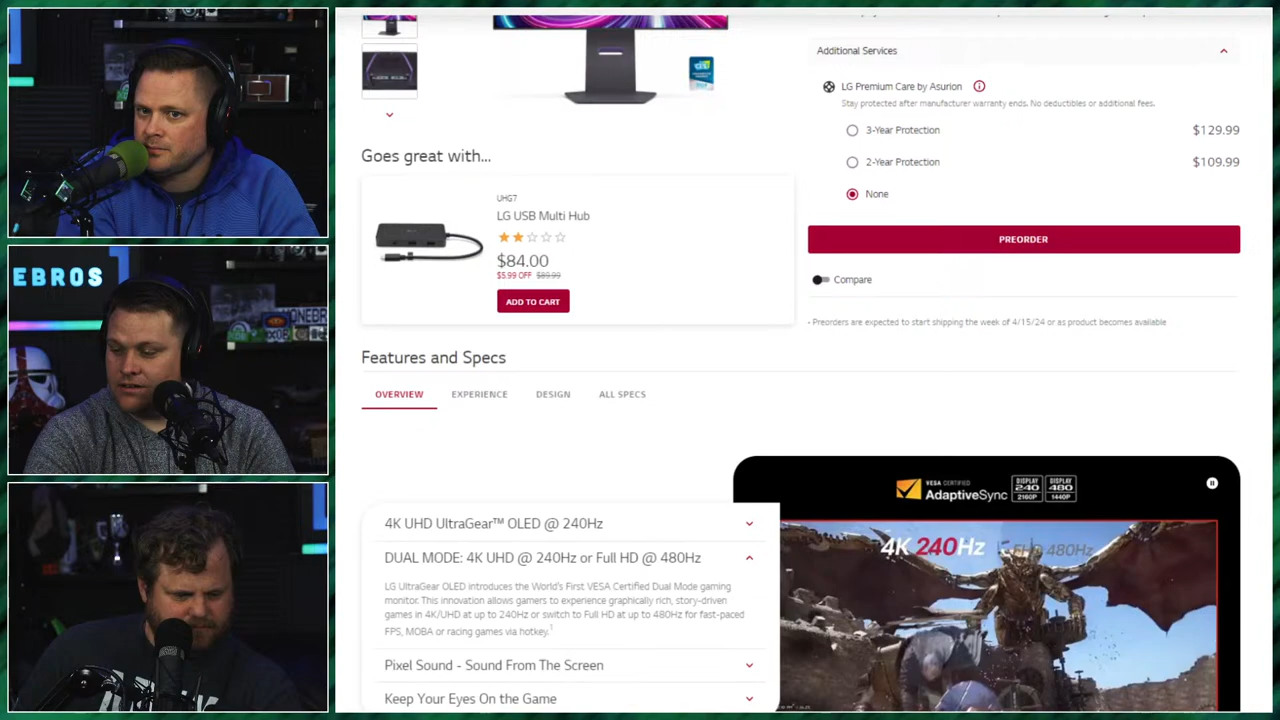 Additional Services
LG Premium Care by Asurion
Stay protected after manufacturer warranty ends. No deductibles or additional fees.
3-Year Protection $129.99
2-Year Protection $109.99
None
PREORDER
Compare
• Preorders are expected to start shipping the week of 4/15/24 or as product becomes available
Goes great with...
UHG7
LG USB Multi Hub
$84.00
$5.99 OFF $89.99
ADD TO CART
Features and Specs
OVERVIEW EXPERIENCE DESIGN ALL SPECS
4K UHD UltraGear™ OLED @ 240Hz
DUAL MODE: 4K UHD @ 240Hz or Full HD @ 480Hz
LG UltraGear OLED introduces the World's First VESA Certified Dual Mode gaming
monitor. This innovation allows gamers to experience graphically rich, story-driven
games in 4K/UHD at up to 240Hz or switch to Full HD at up to 480Hz for fast-paced
FPS, MOBA or racing games via hotkey.1
Pixel Sound - Sound From The Screen
Keep Your Eyes On the Game
VESA CERTIFIED
AdaptiveSync
DISPLAY
240
2160P
DISPLAY
480
1440P
4K 240Hz FHD 480Hz
EBROS